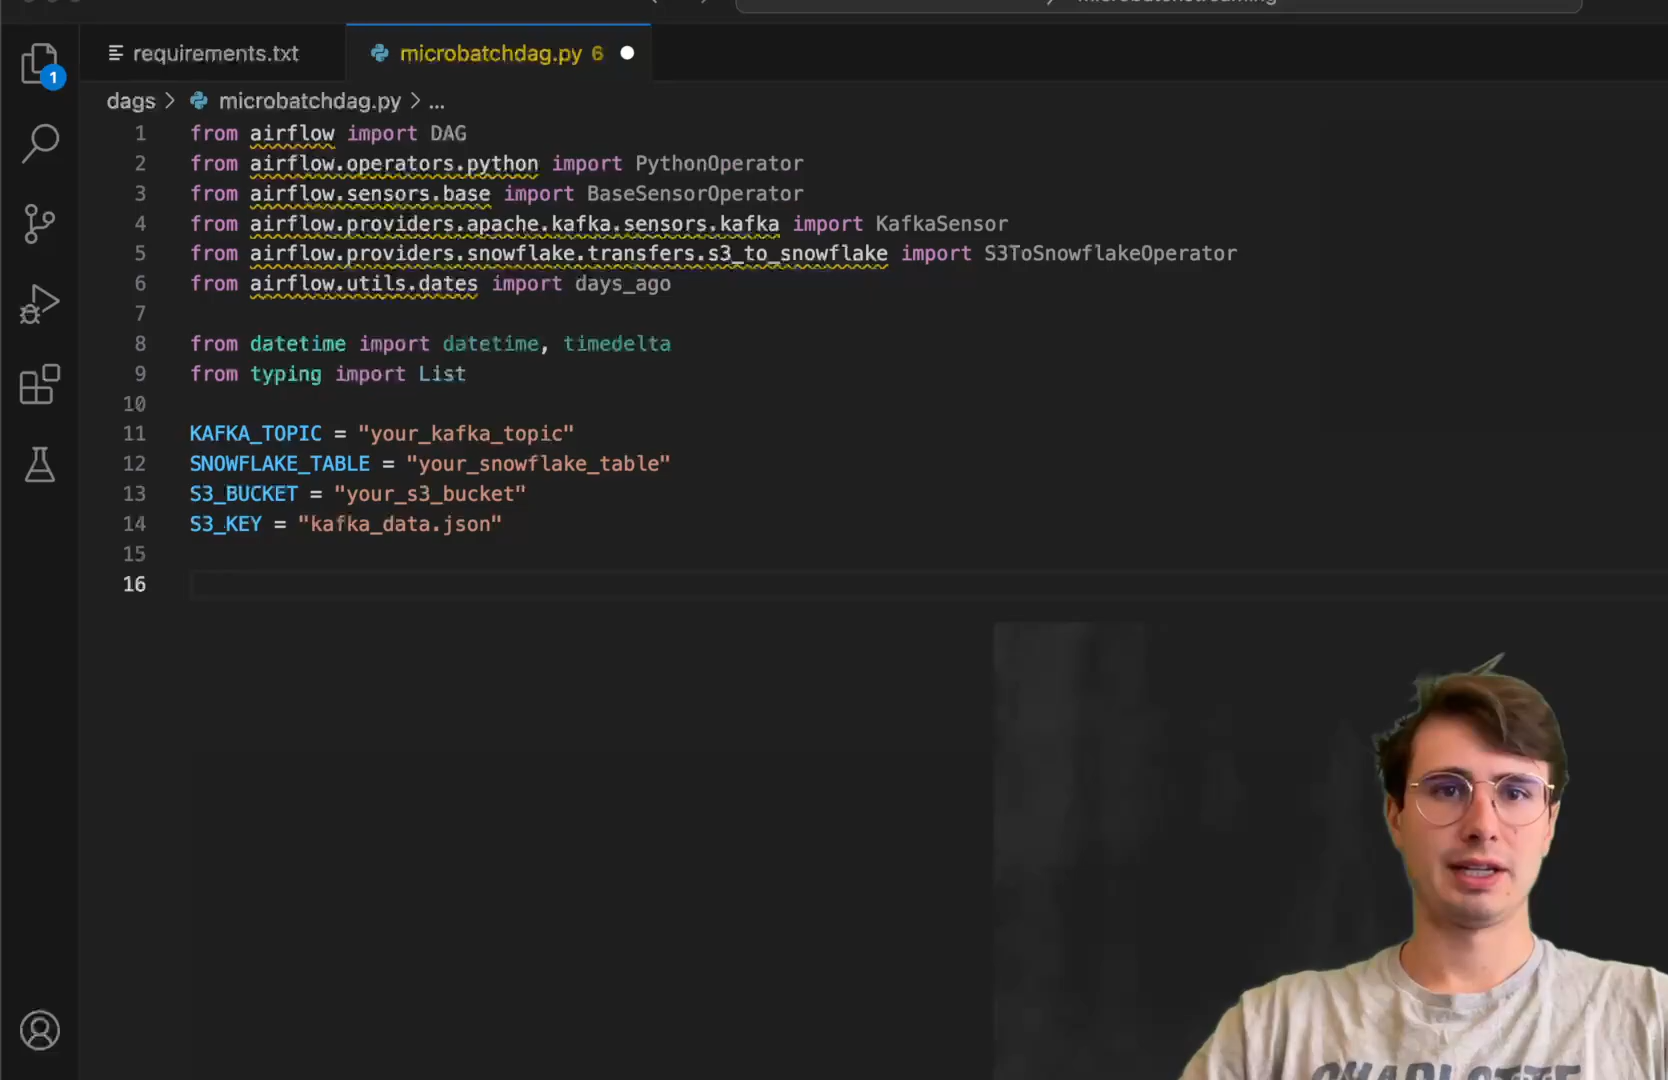 microbatchstreaming
requirements.txt
microbatchdag.py 6
1
dags > microbatchdag.py > ...
1 from airflow import DAG
2 from airflow.operators.python import PythonOperator
3 from airflow.sensors.base import BaseSensorOperator
4 from airflow.providers.apache.kafka.sensors.kafka import KafkaSensor
5 from airflow.providers.snowflake.transfers.s3_to_snowflake import S3ToSnowflakeOperator
6 from airflow.utils.dates import days_ago
7
8 from datetime import datetime, timedelta
9 from typing import List
10
11 KAFKA_TOPIC = "your_kafka_topic"
12 SNOWFLAKE_TABLE = "your_snowflake_table"
13 S3_BUCKET = "your_s3_bucket"
14 S3_KEY = "kafka_data.json"
15
16
CHARLOTTE